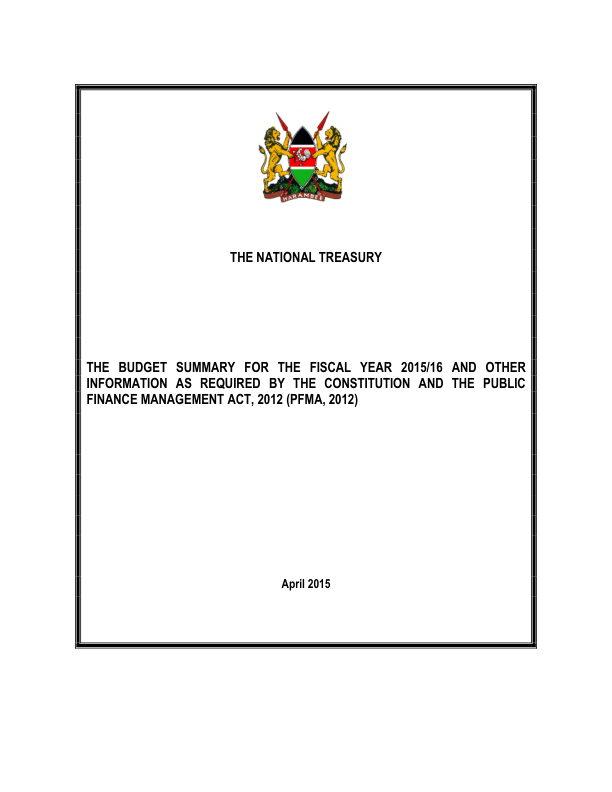 HARAMBEE
THE NATIONAL TREASURY
THE BUDGET SUMMARY FOR THE FISCAL YEAR 2015/16 AND OTHER
INFORMATION AS REQUIRED BY THE CONSTITUTION AND THE PUBLIC
FINANCE MANAGEMENT ACT, 2012 (PFMA, 2012)
April 2015